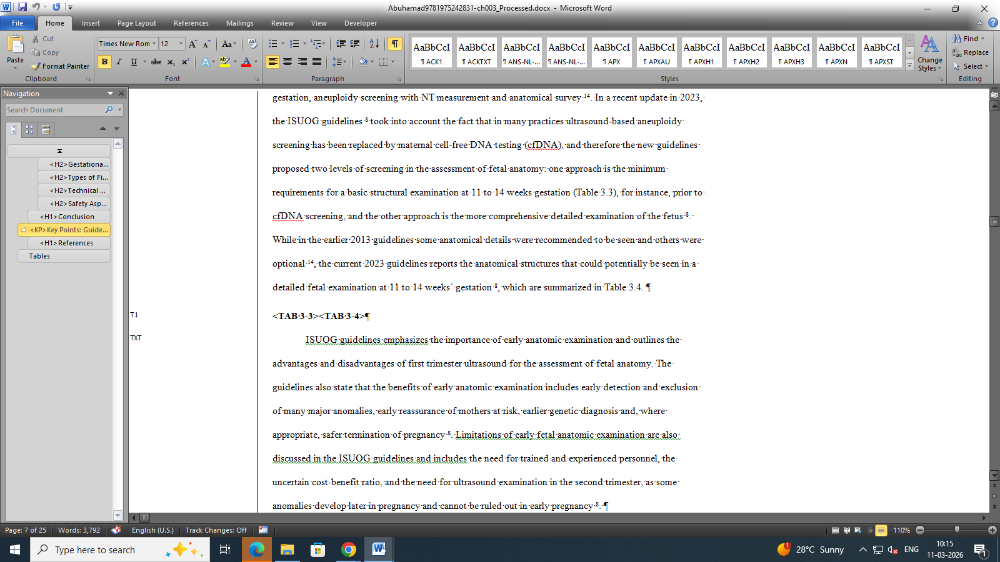 Abuhamad9781975242831-ch003_Processed.docx - Microsoft Word
File Home Insert Page Layout References Mailings Review View Developer
Paste
Cut
Copy
Format Painter
Clipboard
Times New Rom 12
Font
Paragraph
AaBbCcI AaBbCcI AaBbCcI AaBbCcI AaBbCcI AaBbCcI AaBbCcI AaBbCcI AaBbCcI AaBbCcI AaBbCcI
¶ ACK1 ¶ ACKTXT ¶ ANS-NL-... ¶ ANS-NL-... ¶ APX ¶ APXAU ¶ APXH1 ¶ APXH2 ¶ APXH3 ¶ APXN ¶ APXST
Styles
Change Styles
Find
Replace
Select
Editing
Navigation
Search Document
<H2>Gestationa...
<H2>Types of Fi...
<H2>Technical ...
<H2>Safety Asp...
<H1>Conclusion
<KP>Key Points: Guide...
<H1>References
Tables
gestation, aneuploidy screening with NT measurement and anatomical survey 14. In a recent update in 2023,
the ISUOG guidelines 8 took into account the fact that in many practices ultrasound-based aneuploidy
screening has been replaced by maternal cell-free DNA testing (cfDNA), and therefore the new guidelines
proposed two levels of screening in the assessment of fetal anatomy: one approach is the minimum
requirements for a basic structural examination at 11 to 14 weeks gestation (Table 3.3), for instance, prior to
cfDNA screening, and the other approach is the more comprehensive detailed examination of the fetus 8.
While in the earlier 2013 guidelines some anatomical details were recommended to be seen and others were
optional 14, the current 2023 guidelines reports the anatomical structures that could potentially be seen in a
detailed fetal examination at 11 to 14 weeks´ gestation 8, which are summarized in Table 3.4. ¶
T1 <TAB 3-3><TAB 3-4>¶
TXT ISUOG guidelines emphasizes the importance of early anatomic examination and outlines the
advantages and disadvantages of first trimester ultrasound for the assessment of fetal anatomy. The
guidelines also state that the benefits of early anatomic examination includes early detection and exclusion
of many major anomalies, early reassurance of mothers at risk, earlier genetic diagnosis and, where
appropriate, safer termination of pregnancy 8. Limitations of early fetal anatomic examination are also
discussed in the ISUOG guidelines and includes the need for trained and experienced personnel, the
uncertain cost-benefit ratio, and the need for ultrasound examination in the second trimester, as some
anomalies develop later in pregnancy and cannot be ruled out in early pregnancy 8. ¶
Page: 7 of 25 Words: 3,792 English (U.S.) Track Changes: Off 110%
Type here to search
1
28°C Sunny
ENG
10:15
11-03-2026
1